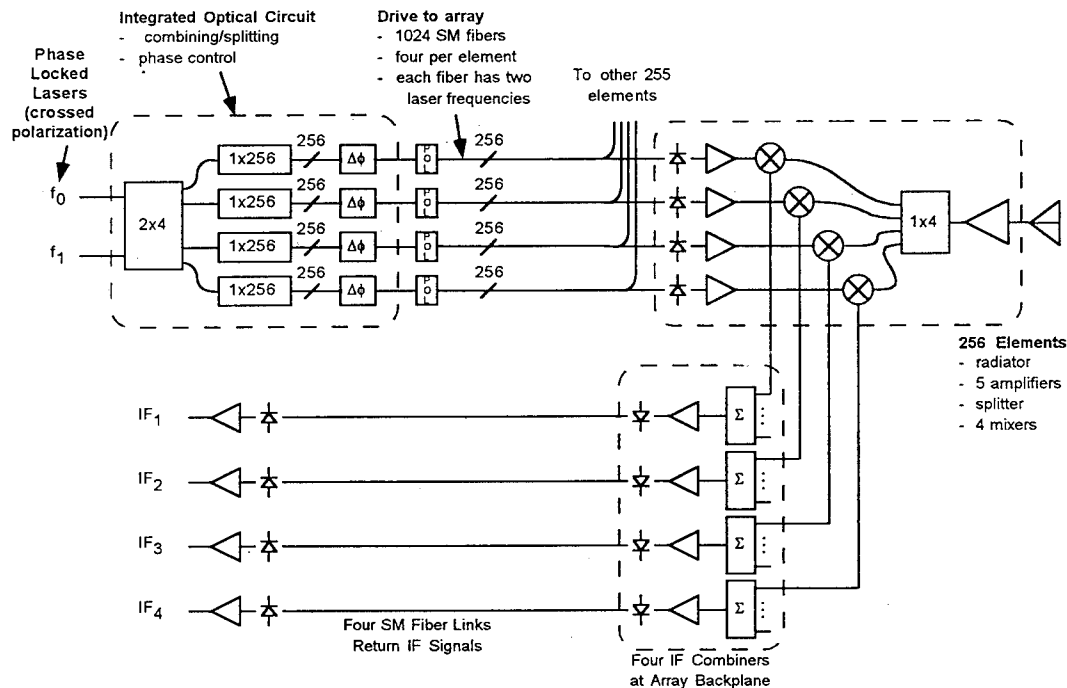 Integrated Optical Circuit
- combining/splitting
- phase control
Drive to array
- 1024 SM fibers
- four per element
- each fiber has two
laser frequencies
Phase
Locked
Lasers
(crossed
polarization)
To other 255
elements
f0
f1
2x4
1x256
256
Δϕ
POL
256
1x256
256
Δϕ
POL
256
1x256
256
Δϕ
POL
256
1x256
256
Δϕ
POL
256
1x4
256 Elements
- radiator
- 5 amplifiers
- splitter
- 4 mixers
IF1
Σ
IF2
Σ
IF3
Σ
IF4
Σ
Four SM Fiber Links
Return IF Signals
Four IF Combiners
at Array Backplane